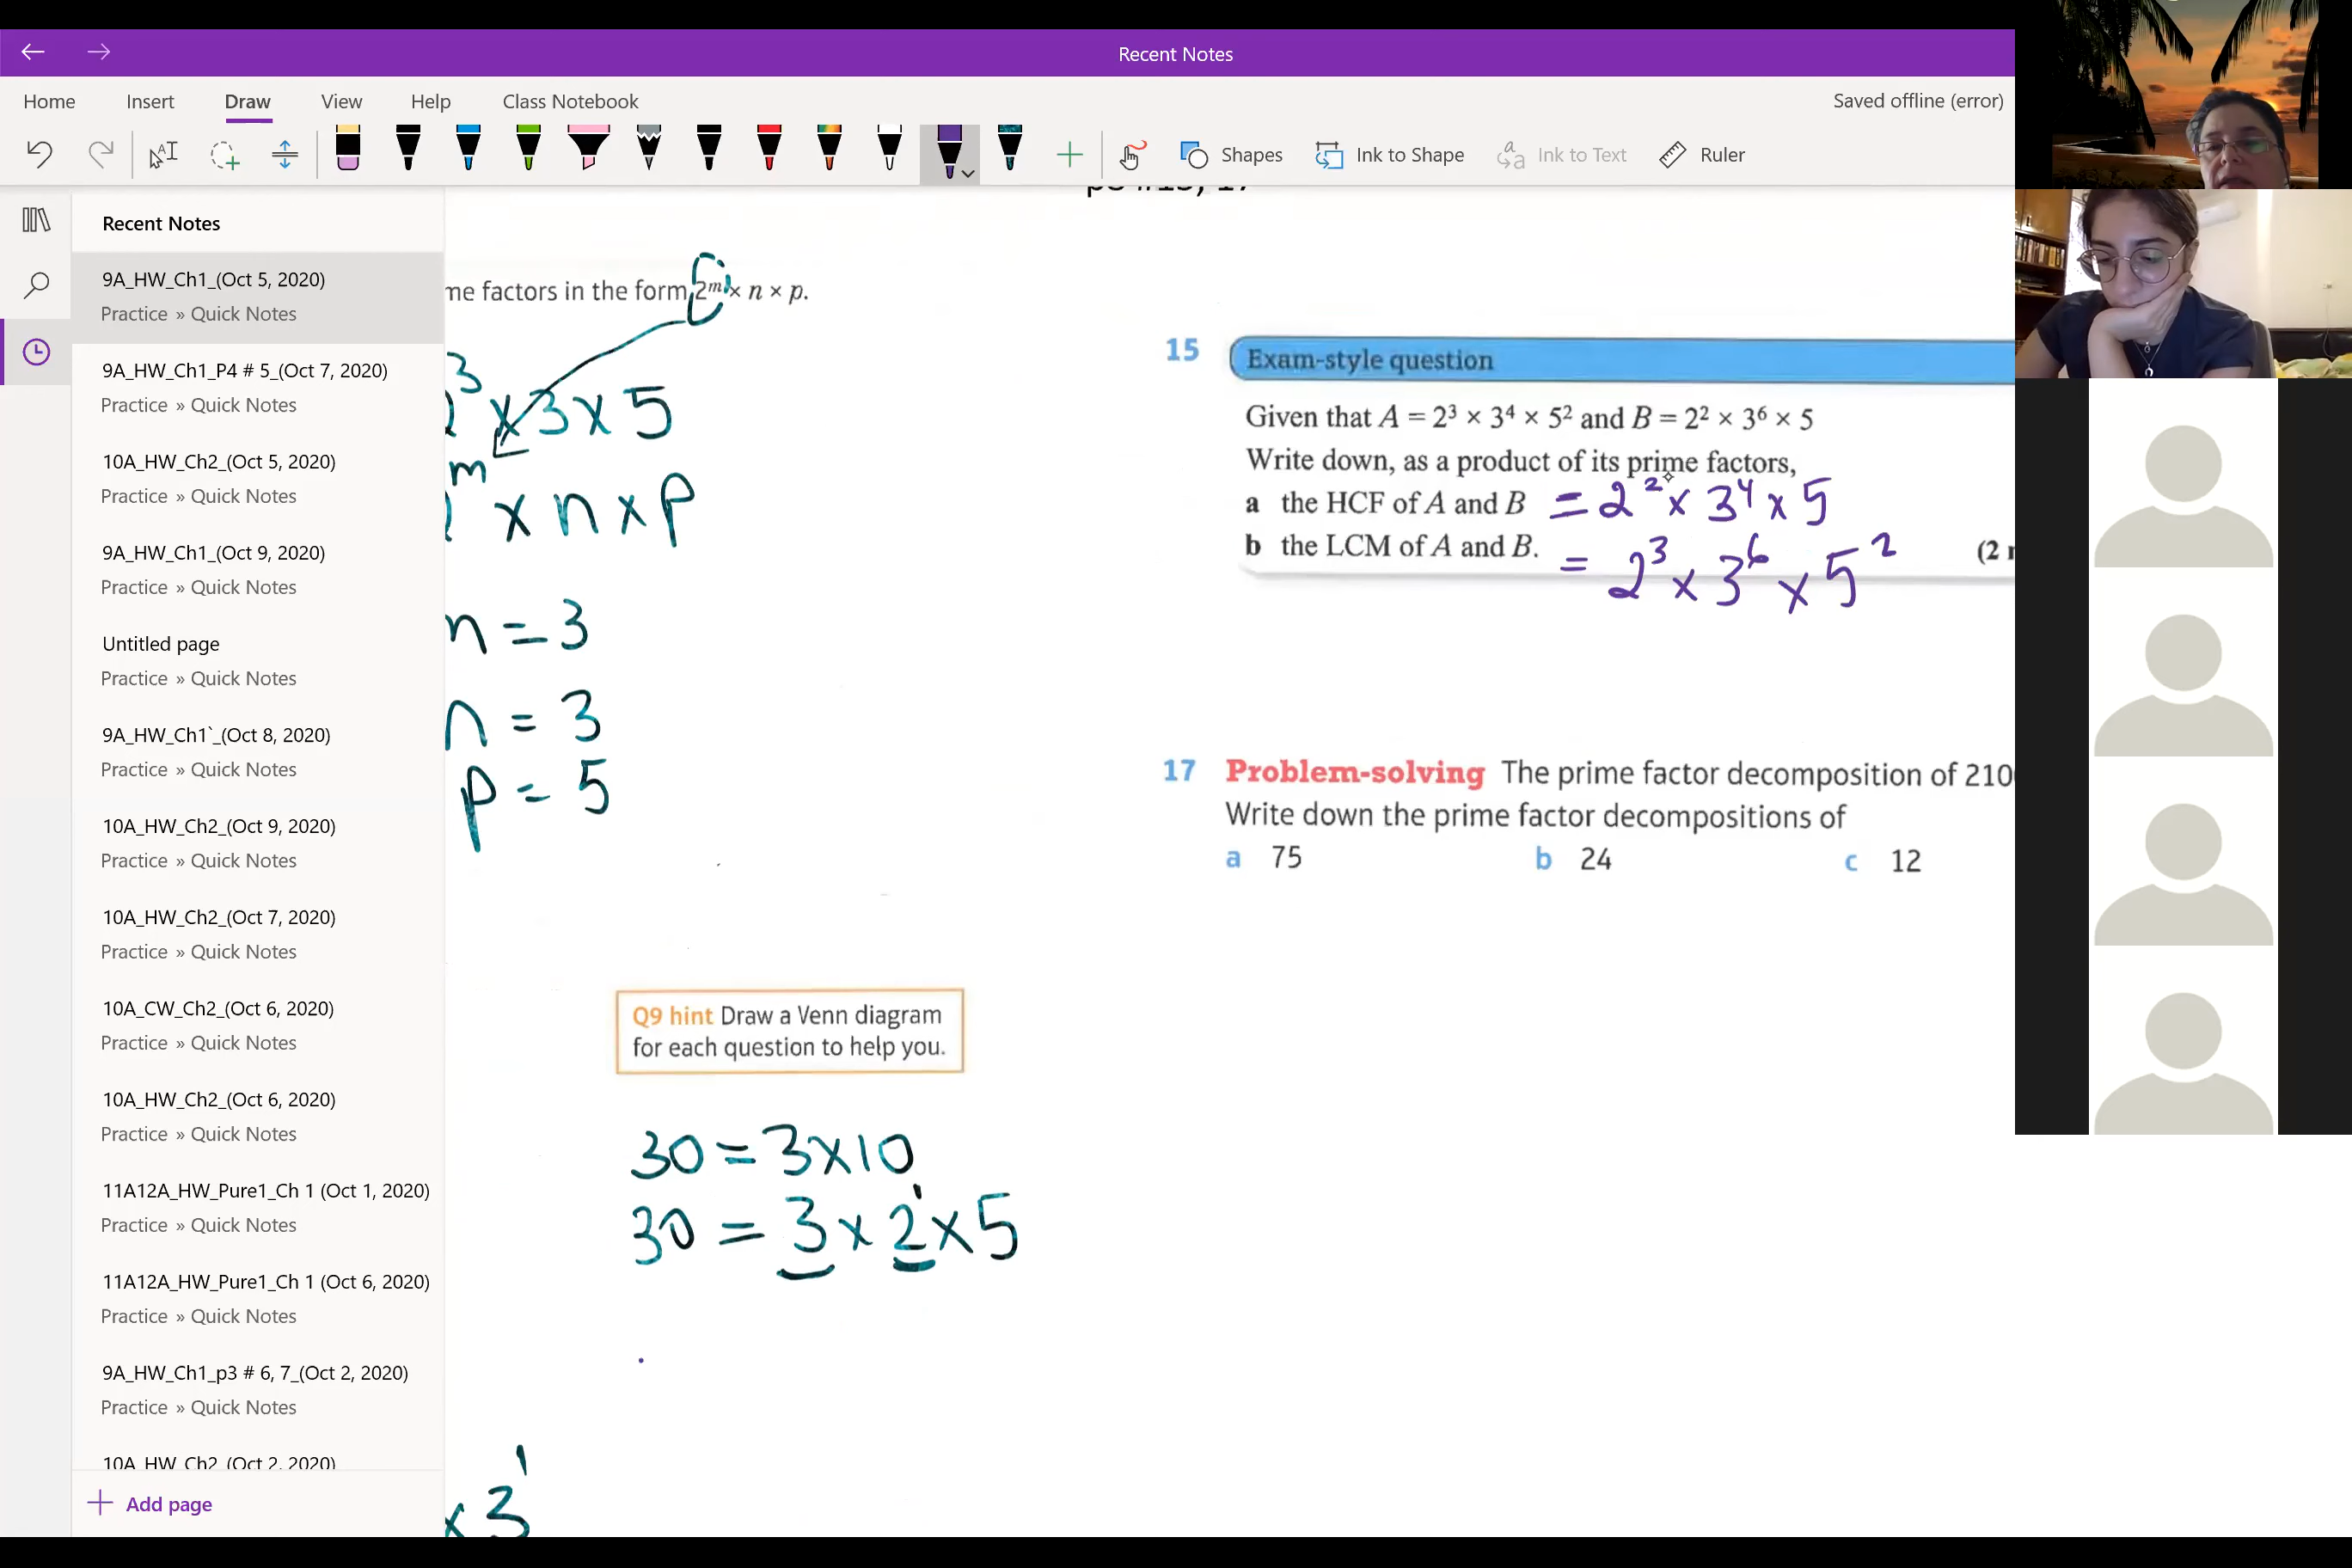 Recent Notes
Home Insert Draw View Help Class Notebook
Saved offline (error)
Shapes Ink to Shape Ink to Text Ruler
Recent Notes
9A_HW_Ch1_(Oct 5, 2020)
Practice » Quick Notes
9A_HW_Ch1_P4 # 5_(Oct 7, 2020)
Practice » Quick Notes
10A_HW_Ch2_(Oct 5, 2020)
Practice » Quick Notes
9A_HW_Ch1_(Oct 9, 2020)
Practice » Quick Notes
Untitled page
Practice » Quick Notes
9A_HW_Ch1`_(Oct 8, 2020)
Practice » Quick Notes
10A_HW_Ch2_(Oct 9, 2020)
Practice » Quick Notes
10A_HW_Ch2_(Oct 7, 2020)
Practice » Quick Notes
10A_CW_Ch2_(Oct 6, 2020)
Practice » Quick Notes
10A_HW_Ch2_(Oct 6, 2020)
Practice » Quick Notes
11A12A_HW_Pure1_Ch 1 (Oct 1, 2020)
Practice » Quick Notes
11A12A_HW_Pure1_Ch 1 (Oct 6, 2020)
Practice » Quick Notes
9A_HW_Ch1_p3 # 6, 7_(Oct 2, 2020)
Practice » Quick Notes
10A_HW_Ch2_(Oct 2, 2020)
Add page
me factors in the form 2ᵐ × n × p.
³ × 3 × 5
ᵐ × n × p
m = 3
n = 3
p = 5
Q9 hint Draw a Venn diagram
for each question to help you.
30 = 3 × 10
30 = 3 × 2¹ × 5
× 3¹
15 Exam-style question
Given that A = 2³ × 3⁴ × 5² and B = 2² × 3⁶ × 5
Write down, as a product of its prime factors,
a the HCF of A and B = 2² × 3⁴ × 5
b the LCM of A and B. = 2³ × 3⁶ × 5²
(2
17 Problem-solving The prime factor decomposition of 210
Write down the prime factor decompositions of
a 75 b 24 c 12